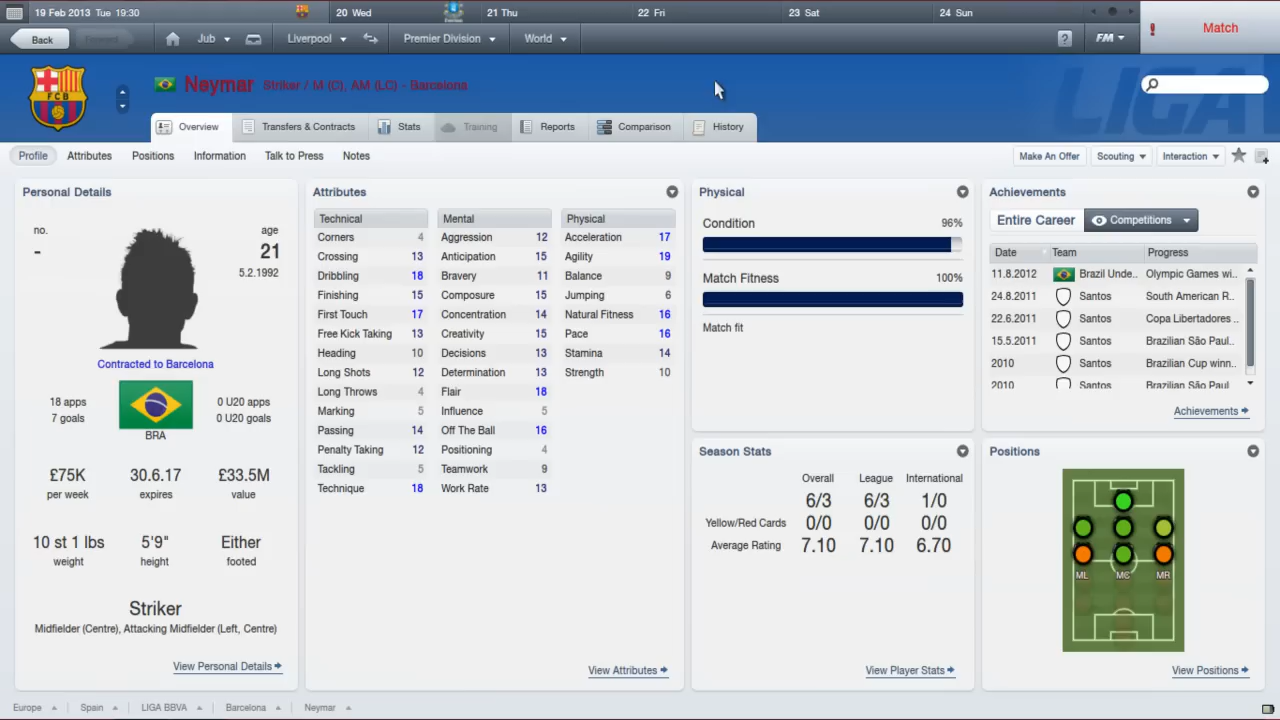 19 Feb 2013 Tue 19:30 20 Wed 21 Thu 22 Fri 23 Sat 24 Sun
Match
Back Forward Jub Liverpool Premier Division World ? FM
FCB
Neymar Striker / M (C), AM (LC) - Barcelona
LIGA
Overview Transfers & Contracts Stats Training Reports Comparison History
Profile Attributes Positions Information Talk to Press Notes Make An Offer Scouting Interaction
Personal Details
no. age
- 21
5.2.1992
Contracted to Barcelona
18 apps 0 U20 apps
7 goals 0 U20 goals
BRA
£75K 30.6.17 £33.5M
per week expires value
10 st 1 lbs 5'9" Either
weight height footed
Striker
Midfielder (Centre), Attacking Midfielder (Left, Centre)
View Personal Details
Attributes
Technical Mental Physical
Corners 4 Aggression 12 Acceleration 17
Crossing 13 Anticipation 15 Agility 19
Dribbling 18 Bravery 11 Balance 9
Finishing 15 Composure 15 Jumping 6
First Touch 17 Concentration 14 Natural Fitness 16
Free Kick Taking 13 Creativity 15 Pace 16
Heading 10 Decisions 13 Stamina 14
Long Shots 12 Determination 13 Strength 10
Long Throws 4 Flair 18
Marking 5 Influence 5
Passing 14 Off The Ball 16
Penalty Taking 12 Positioning 4
Tackling 5 Teamwork 9
Technique 18 Work Rate 13
View Attributes
Physical
Condition 96%
Match Fitness 100%
Match fit
Season Stats
Overall League International
6/3 6/3 1/0
Yellow/Red Cards 0/0 0/0 0/0
Average Rating 7.10 7.10 6.70
View Player Stats
Achievements
Entire Career Competitions
Date Team Progress
11.8.2012 Brazil Unde.. Olympic Games wi..
24.8.2011 Santos South American R..
22.6.2011 Santos Copa Libertadores ..
15.5.2011 Santos Brazilian São Paul..
2010 Santos Brazilian Cup winn..
2010 Santos Brazilian São Paul
Achievements
Positions
ML MC MR
View Positions
Europe Spain LIGA BBVA Barcelona Neymar